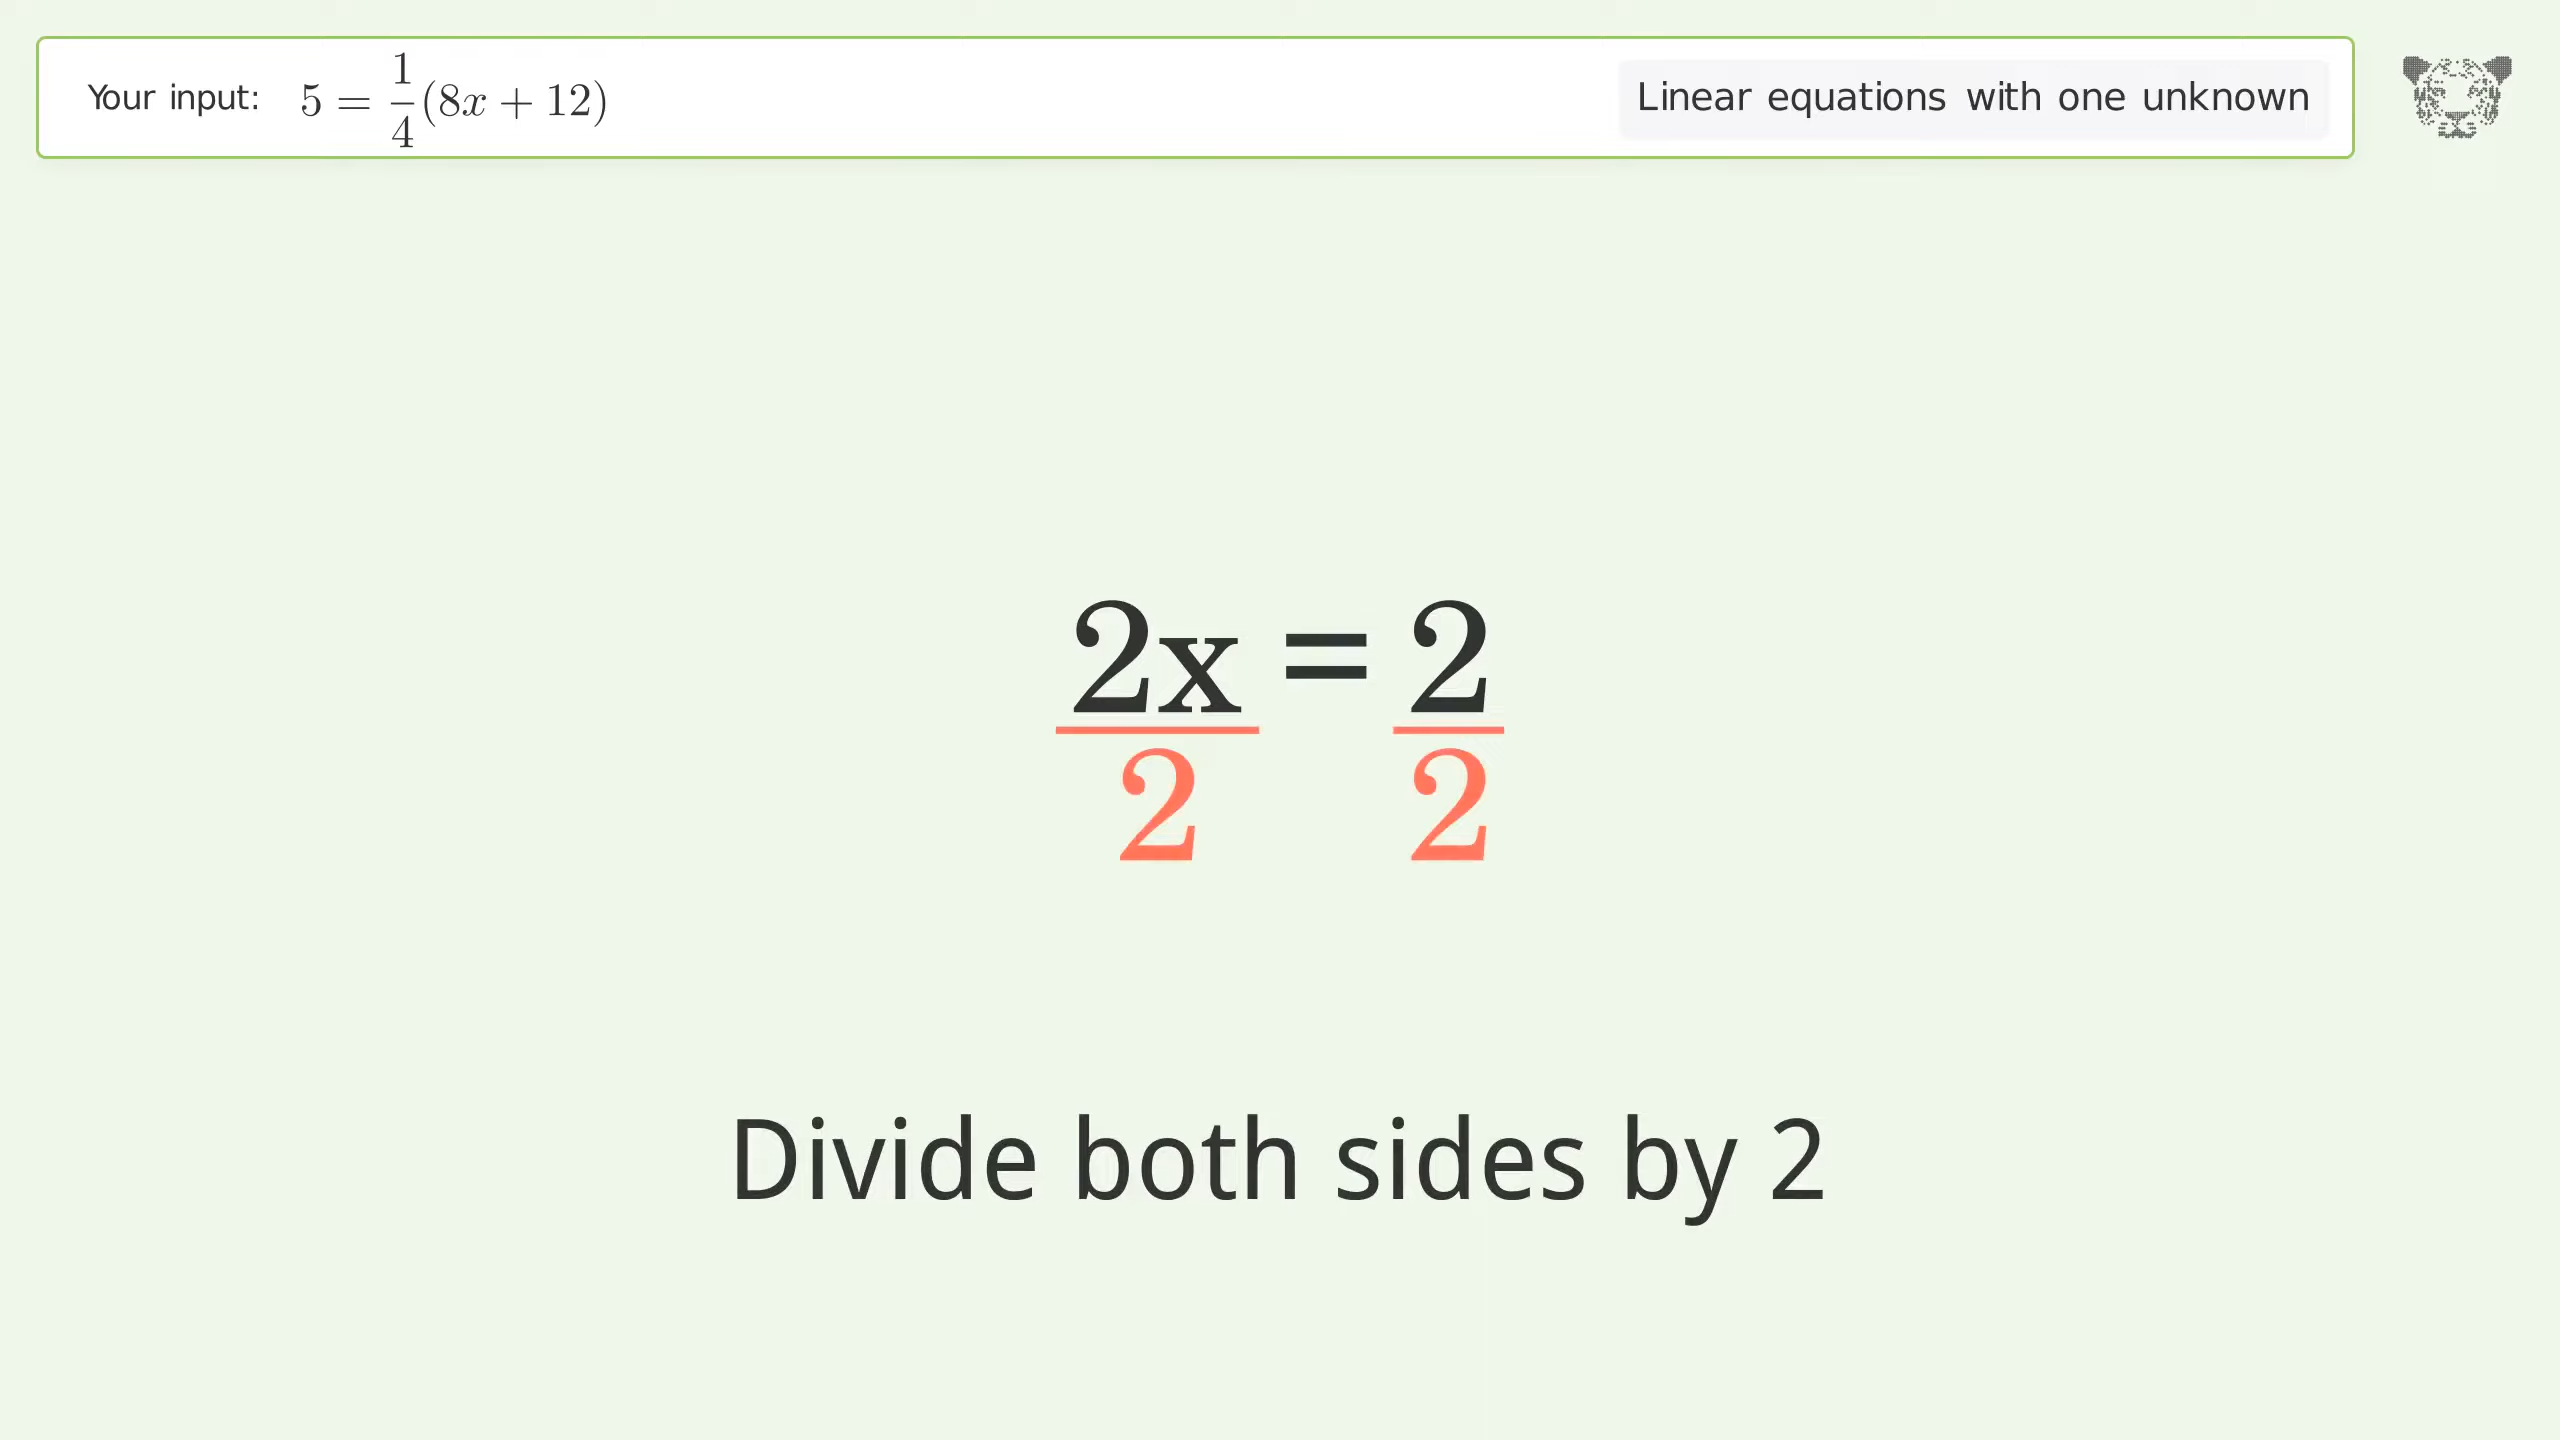 Your input: 5 = 1/4(8x + 12)
Linear equations with one unknown
2x/2 = 2/2
Divide both sides by 2